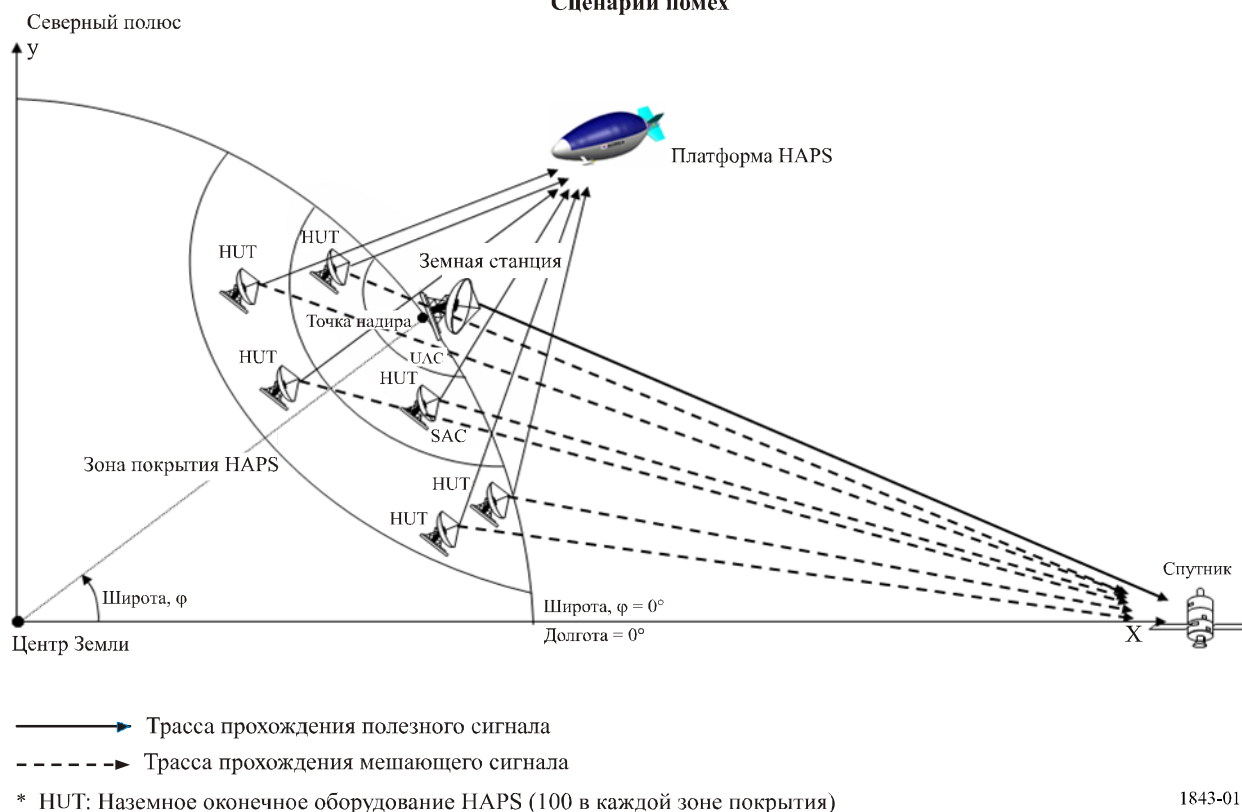 Сценарий помех
Северный полюс
y
Платформа HAPS
HUT
HUT
Земная станция
Точка надира
UAC
HUT
HUT
SAC
Зона покрытия HAPS
HUT
HUT
Спутник
Широта, φ
Широта, φ = 0°
Долгота = 0°
X
Центр Земли
Трасса прохождения полезного сигнала
Трасса прохождения мешающего сигнала
* HUT: Наземное оконечное оборудование HAPS (100 в каждой зоне покрытия)
1843-01